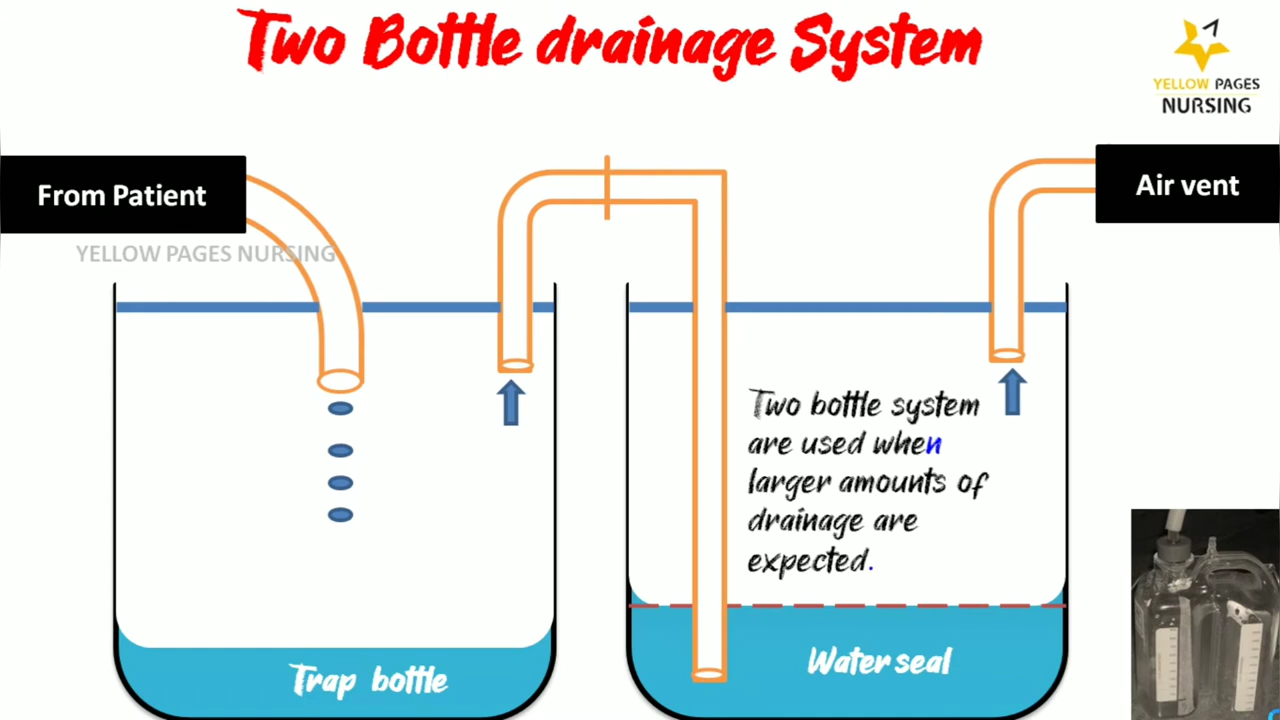 Two Bottle drainage System
YELLOW PAGES
NURSING
From Patient
Air vent
YELLOW PAGES NURSING
Two bottle system
are used when
larger amounts of
drainage are
expected.
Trap bottle
Water seal